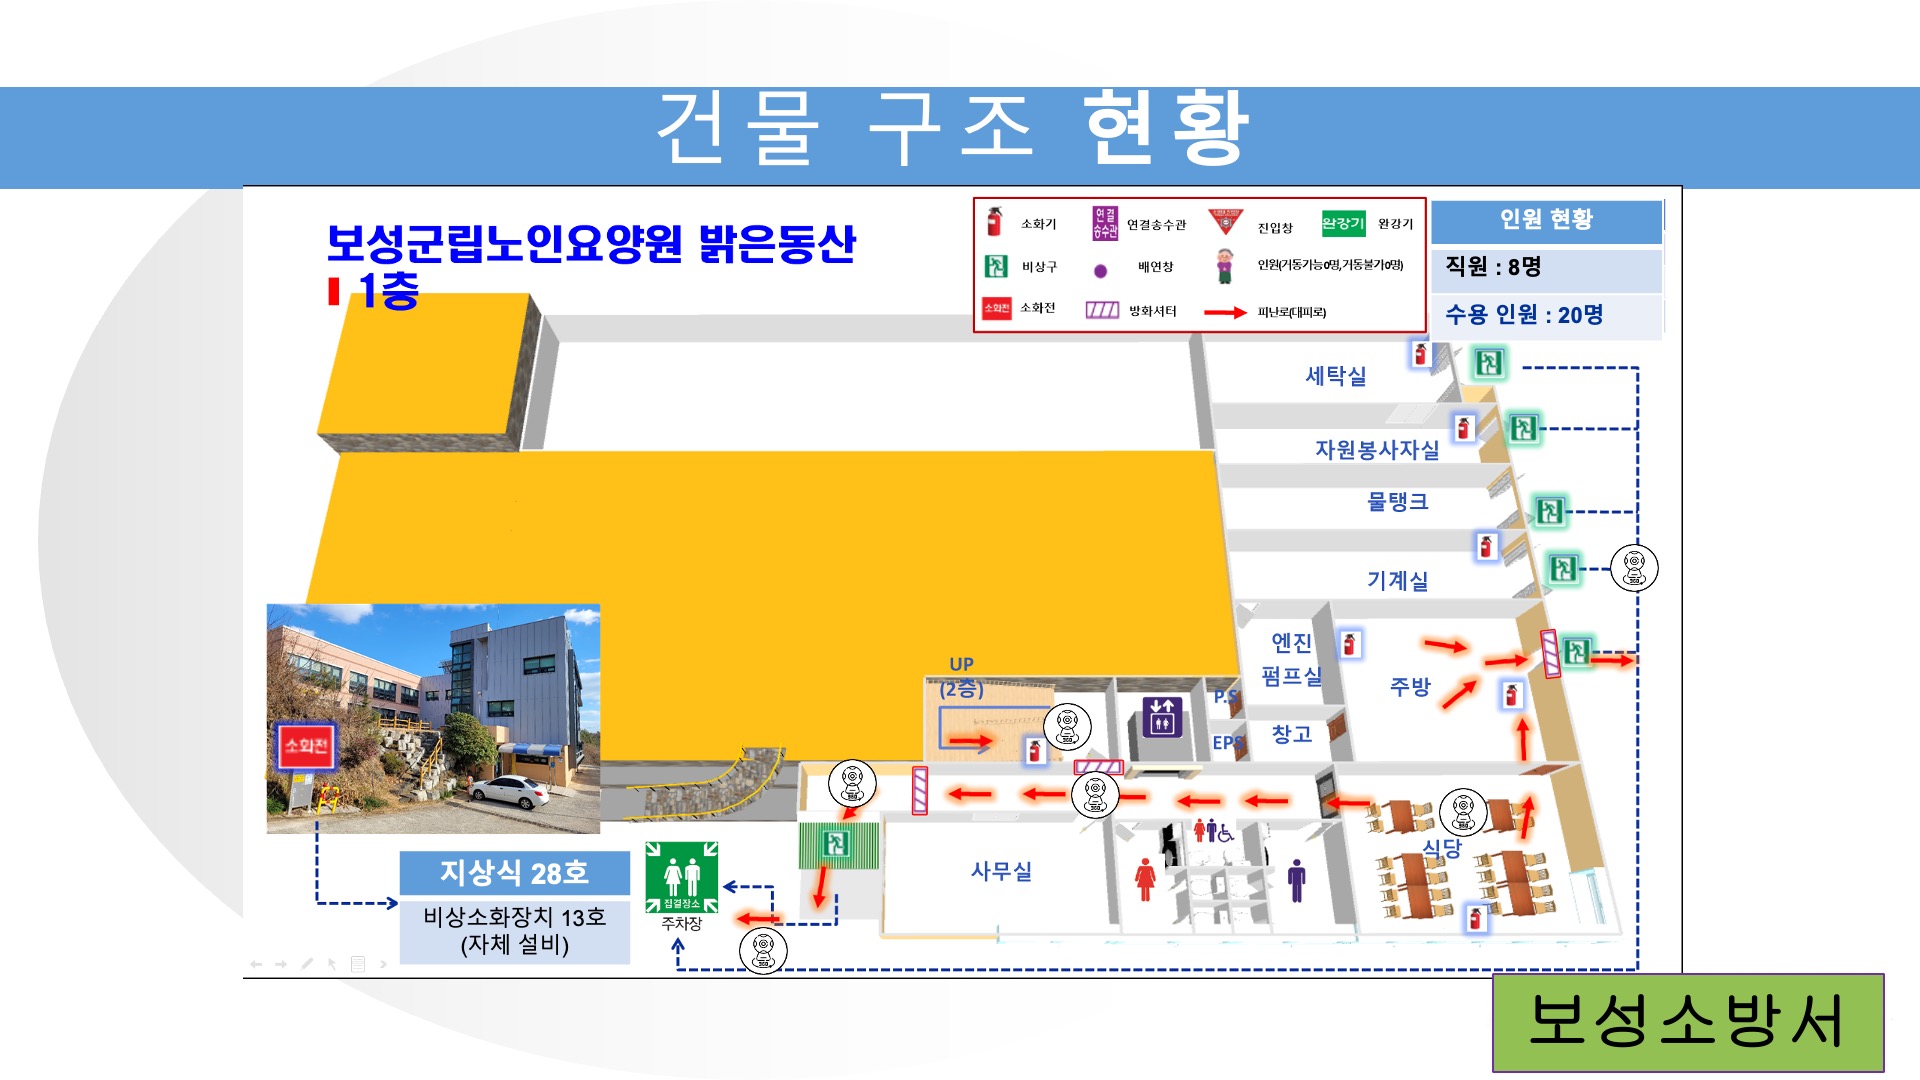 건물 구조 현황
보성군립노인요양원 밝은동산
1층
소화기
연결
송수관
연결송수관
진입창
완강기
완강기
비상구
배연창
인원(거동가능0명,거동불가0명)
소화전
소화전
방화셔터
피난로(대피로)
인원 현황
직원 : 8명
수용 인원 : 20명
세탁실
자원봉사자실
물탱크
기계실
엔진
펌프실
주방
창고
P.S
EPS
UP
(2층)
식당
사무실
소화전
지상식 28호
비상소화장치 13호
(자체 설비)
집결장소
주차장
보성소방서